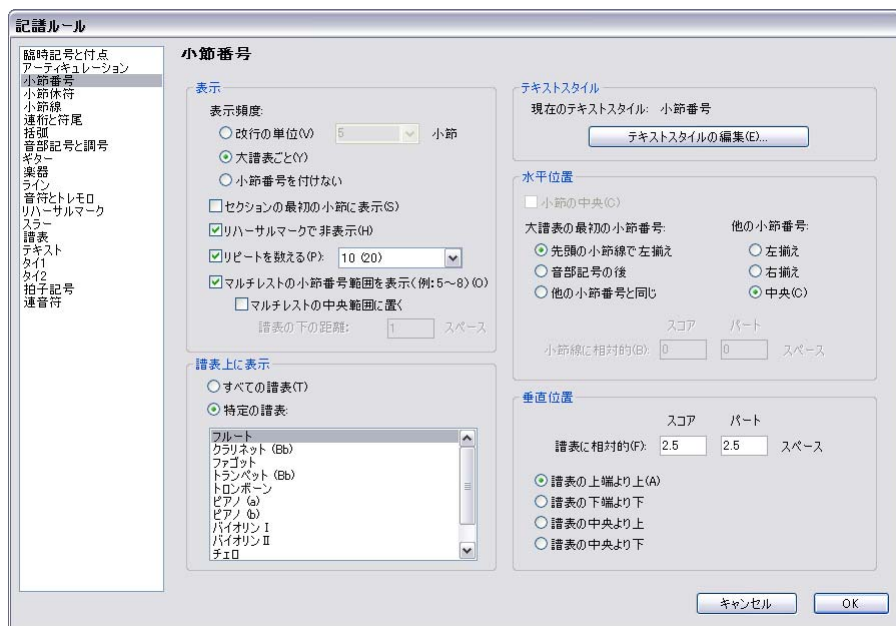 記譜ルール
臨時記号と付点
アーティキュレーション
小節番号
小節休符
小節線
連桁と符尾
括弧
音部記号と調号
ギター
楽器
ライン
音符とトレモロ
リハーサルマーク
スラー
譜表
テキスト
タイ1
タイ2
拍子記号
連音符
小節番号
表示
表示頻度:
改行の単位(V) 5 小節
大譜表ごと(Y)
小節番号を付けない
セクションの最初の小節に表示(S)
リハーサルマークで非表示(H)
リピートを数える(P): 10 (20)
マルチレストの小節番号範囲を表示(例:5～8)(O)
マルチレストの中央範囲に置く
譜表の下の距離: 1 スペース
譜表上に表示
すべての譜表(T)
特定の譜表:
フルート
クラリネット (Bb)
ファゴット
トランペット (Bb)
トロンボーン
ピアノ (a)
ピアノ (b)
バイオリン I
バイオリン II
チェロ
テキストスタイル
現在のテキストスタイル: 小節番号
テキストスタイルの編集(E)...
水平位置
小節の中央(C)
大譜表の最初の小節番号: 他の小節番号:
先頭の小節線で左揃え 左揃え
音部記号の後 右揃え
他の小節番号と同じ 中央(C)
スコア パート
小節線に相対的(B): 0 0 スペース
垂直位置
スコア パート
譜表に相対的(F): 2.5 2.5 スペース
譜表の上端より上(A)
譜表の下端より下
譜表の中央より上
譜表の中央より下
キャンセル OK